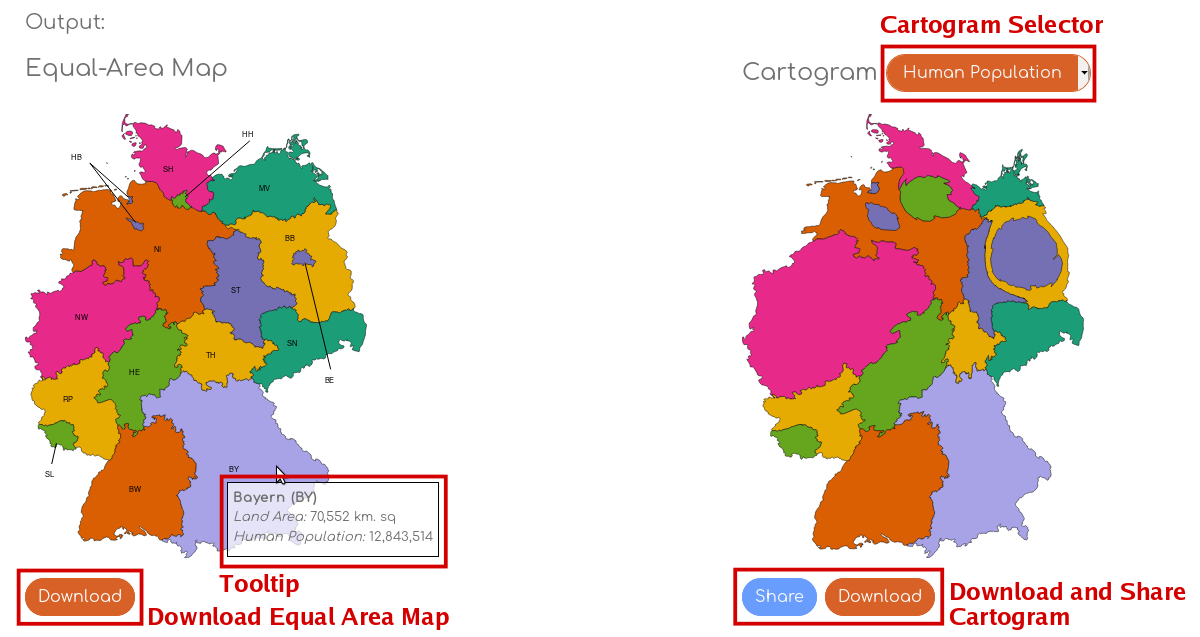 Output:
Cartogram Selector
Equal-Area Map
Cartogram
Human Population
HH
HB
SH
MV
BB
NI
ST
NW
SN
TH
HE
BE
RP
SL
BY
BW
Bayern (BY)
Land Area: 70,552 km. sq
Human Population: 12,843,514
Tooltip
Download
Download Equal Area Map
Share
Download
Download and Share
Cartogram